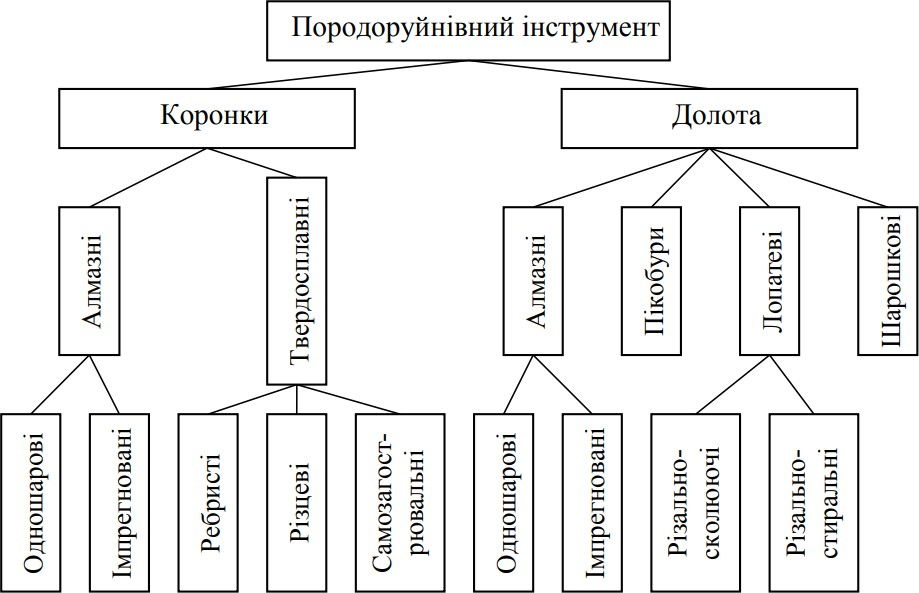 Породоруйнівний інструмент
Коронки
Долота
Алмазні
Твердосплавні
Алмазні
Пікобури
Лопатеві
Шарошкові
Одношарові
Імпрегновані
Ребристі
Різцеві
Самозагост-
рювальні
Одношарові
Імпрегновані
Різально-
сколюючі
Різально-
стиральні